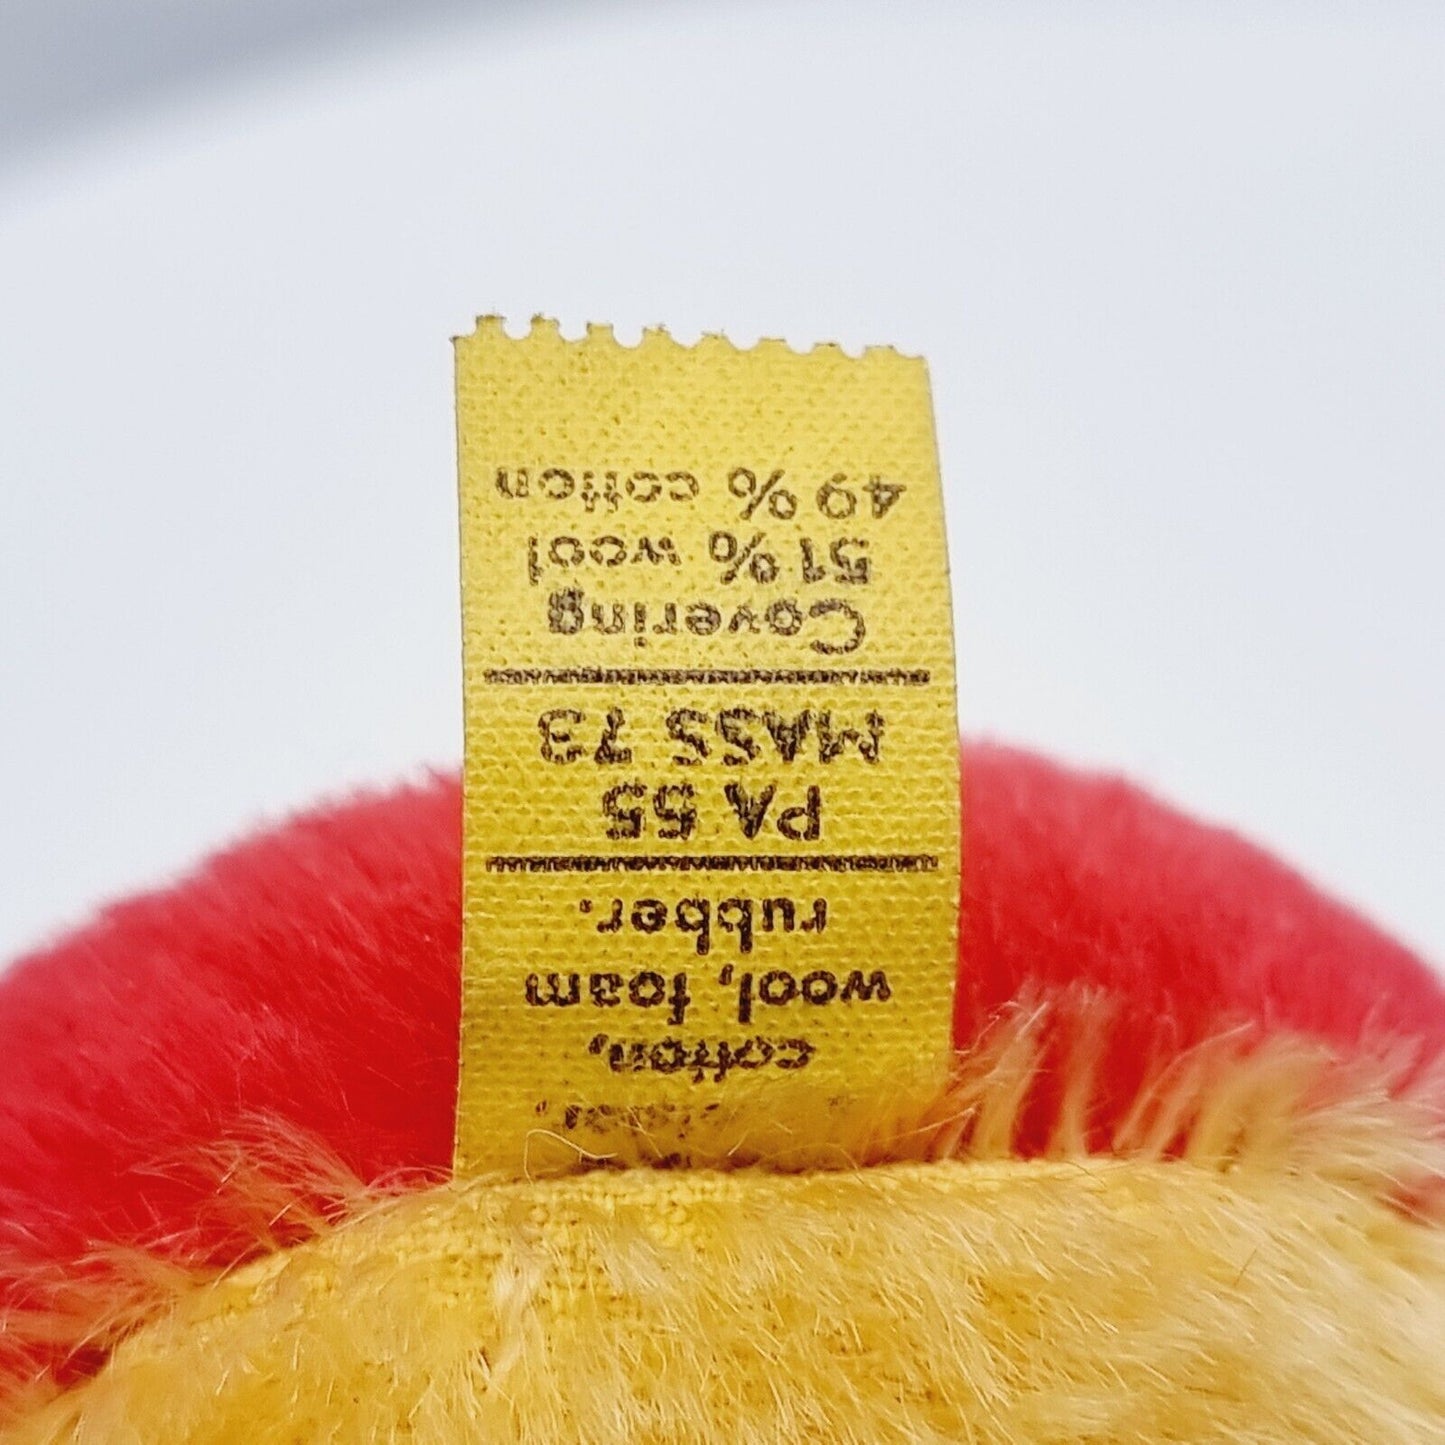 cotton,
wool, foam
rubber.
PA 55
MASS 73
Covering
51% wool
49% cotton